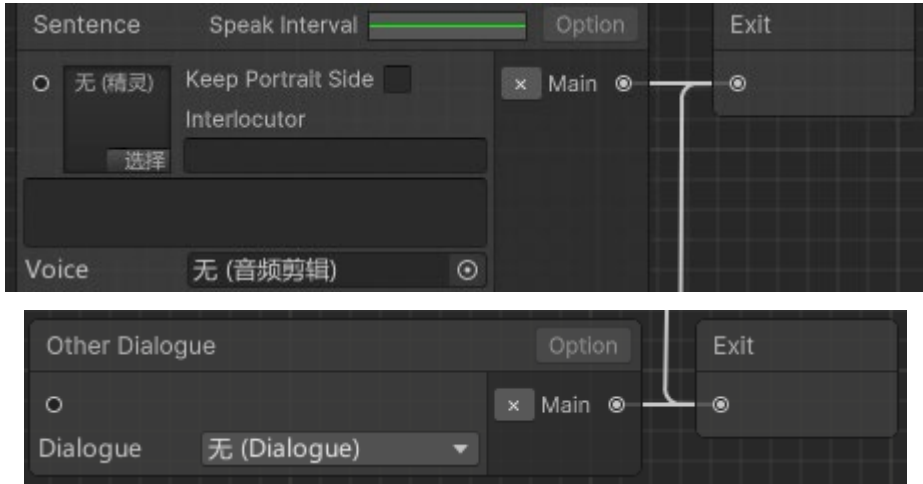 Sentence Speak Interval Option Exit
无 (精灵) Keep Portrait Side × Main
Interlocutor
选择
Voice 无 (音频剪辑)
Other Dialogue Option Exit
× Main
Dialogue 无 (Dialogue)